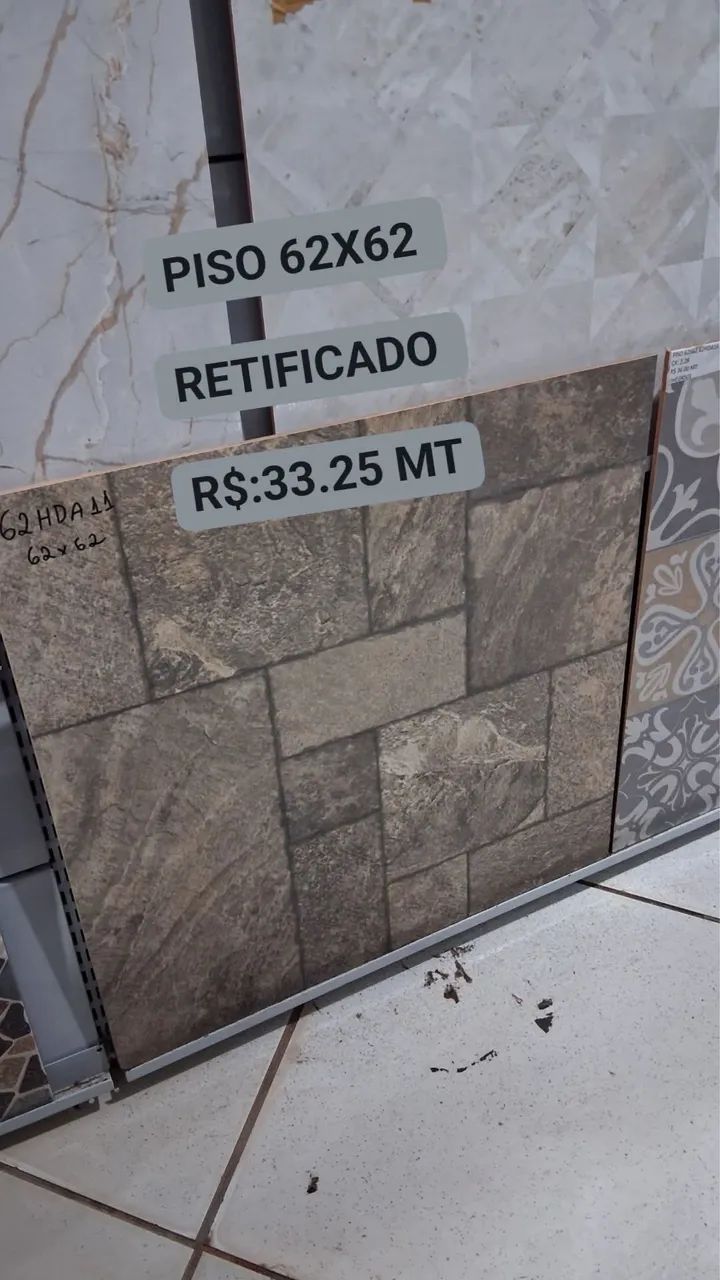 PISO 62X62
RETIFICADO
R$:33.25 MT
62HDA11
62x62